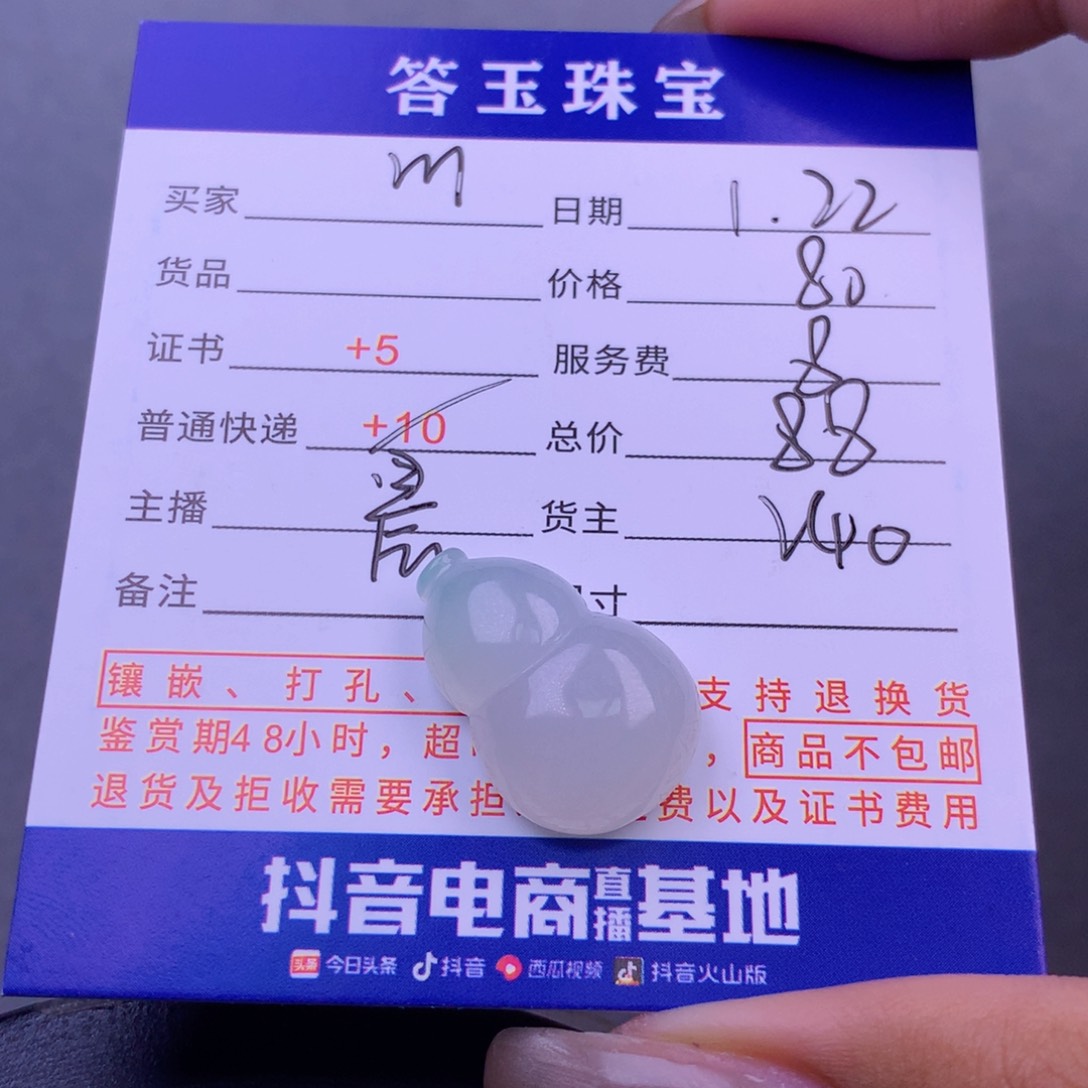 答玉珠宝
买家 m 日期 1.22
货品 价格 80
证书 +5 服务费 8
普通快递 +10 总价 88
主播 货主 V40
备注 寸
镶嵌、打孔、 支持退换货
鉴赏期48小时，超 ，商品不包邮
退货及拒收需要承担 费以及证书费用
抖音电商直播基地
头条 今日头条 抖音 西瓜视频 抖音火山版